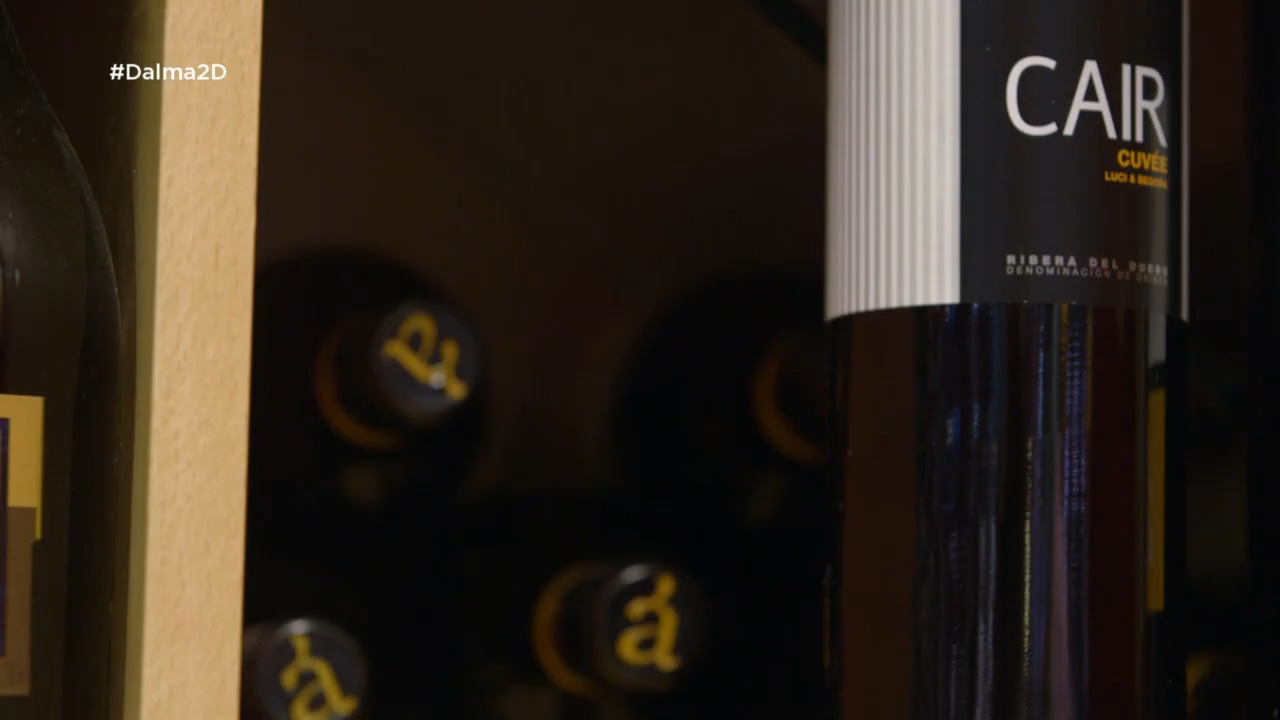 #Dalma2D
CAIR
CUVÉE
LUCI & BEGOÑA
RIBERA DEL DUERO
DENOMINACIÓN DE ORIGEN
a
a
a